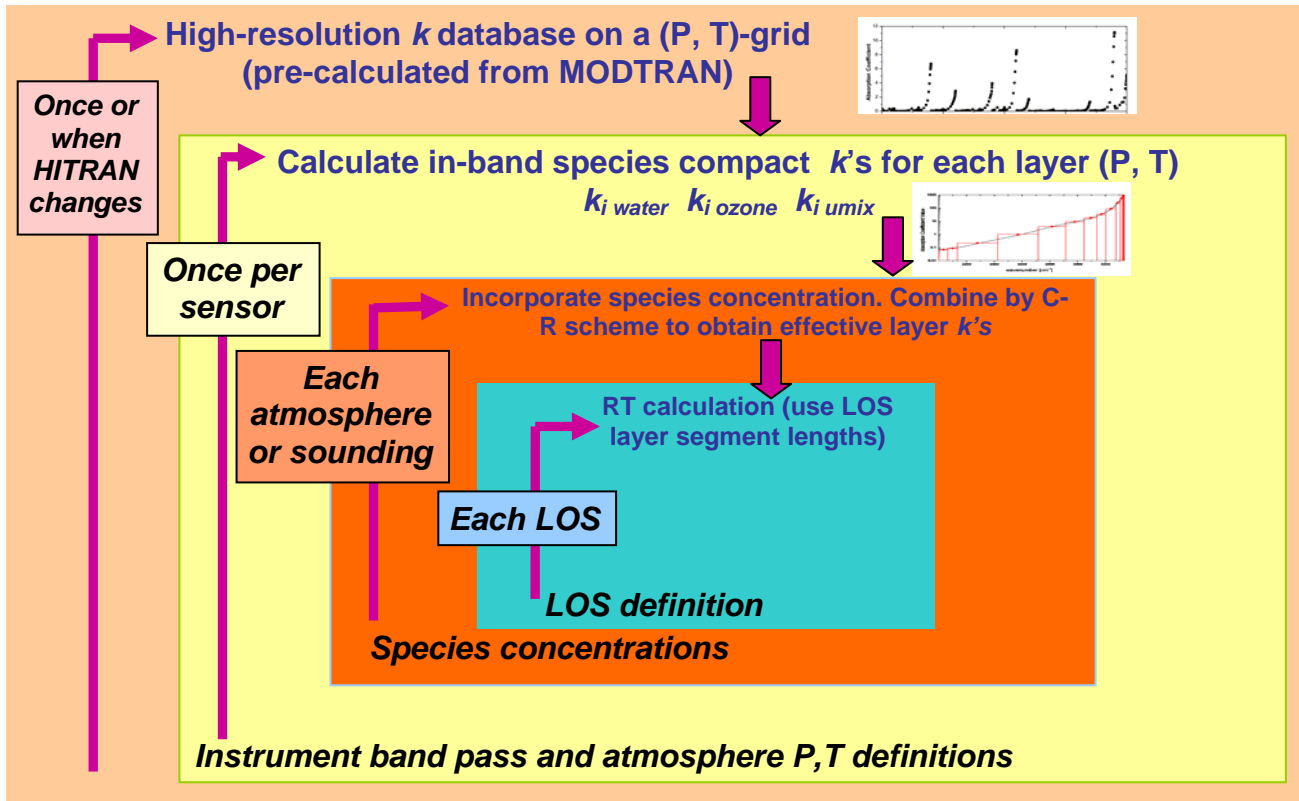 High-resolution k database on a (P, T)-grid
(pre-calculated from MODTRAN)
Absorption Coefficient
Once or
when
HITRAN
changes
Calculate in-band species compact k's for each layer (P, T)
k i water k i ozone k i umix
Once per
sensor
Incorporate species concentration. Combine by C-
R scheme to obtain effective layer k's
Each
atmosphere
or sounding
RT calculation (use LOS
layer segment lengths)
Each LOS
LOS definition
Species concentrations
Instrument band pass and atmosphere P,T definitions